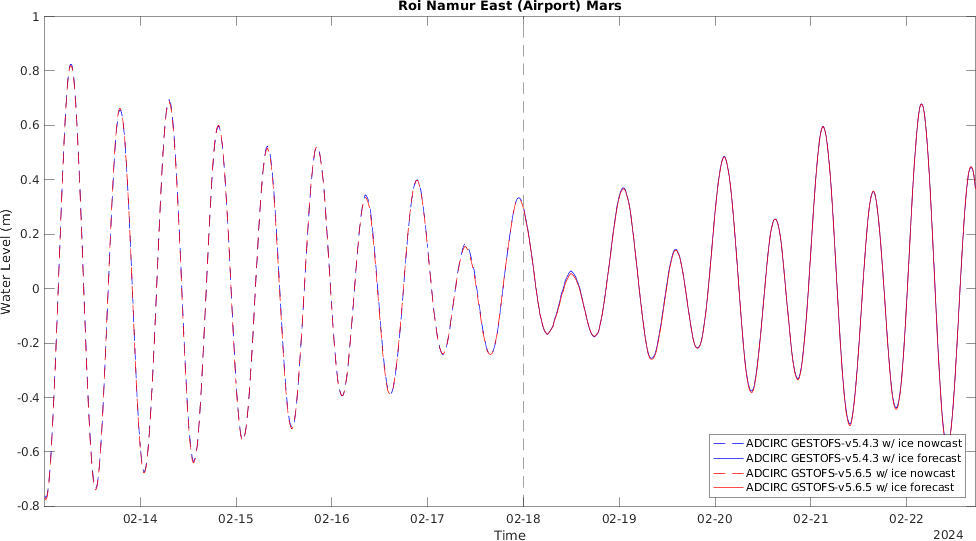 Roi Namur East (Airport) Mars
Water Level (m)
1
0.8
0.6
0.4
0.2
0
-0.2
-0.4
-0.6
-0.8
ADCIRC GESTOFS-v5.4.3 w/ ice nowcast
ADCIRC GESTOFS-v5.4.3 w/ ice forecast
ADCIRC GSTOFS-v5.6.5 w/ ice nowcast
ADCIRC GSTOFS-v5.6.5 w/ ice forecast
02-14 02-15 02-16 02-17 02-18 02-19 02-20 02-21 02-22
Time
2024